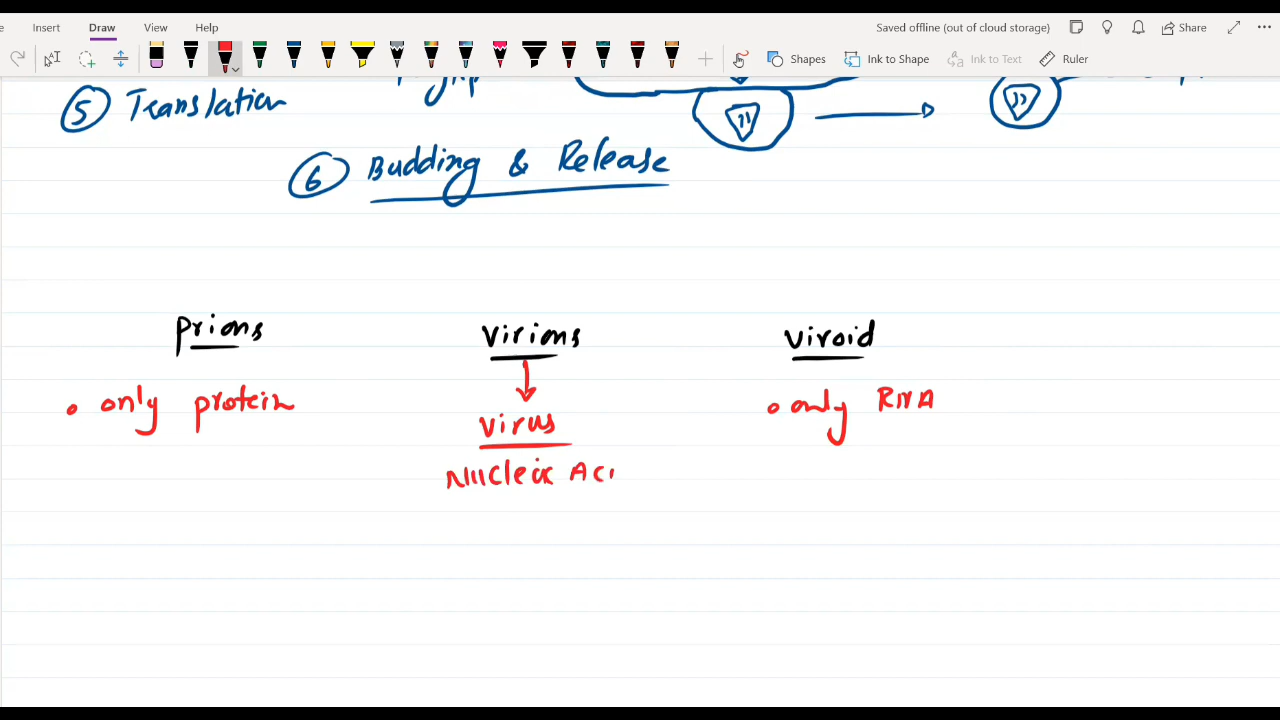 Insert Draw View Help Saved offline (out of cloud storage) Share
Shapes Ink to Shape Ink to Text Ruler
5 Translation
6 Budding & Release
Prions Virions Viroid
• only protein Virus • only RNA
Nucleic Aci